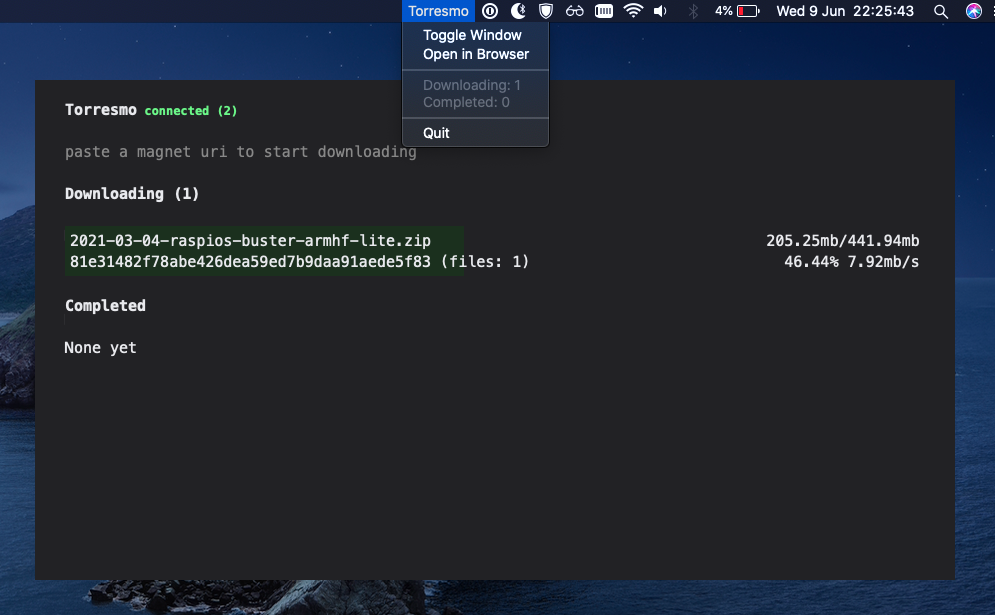 Torresmo 4% Wed 9 Jun 22:25:43
Toggle Window
Open in Browser
Downloading: 1
Completed: 0
Quit
Torresmo connected (2)
paste a magnet uri to start downloading
Downloading (1)
2021-03-04-raspios-buster-armhf-lite.zip 205.25mb/441.94mb
81e31482f78abe426dea59ed7b9daa91aede5f83 (files: 1) 46.44% 7.92mb/s
Completed
None yet